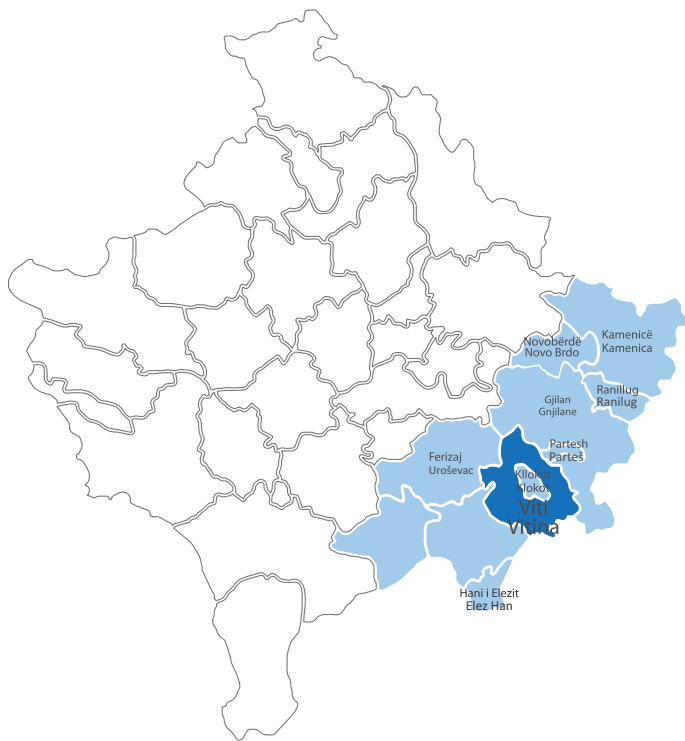 Kamenicë
Kamenica
Novobërdë
Novo Brdo
Ranillug
Ranilug
Gjilan
Gnjilane
Partesh
Parteš
Ferizaj
Uroševac
Kllokot
Klokot
Viti
Vitina
Hani i Elezit
Elez Han